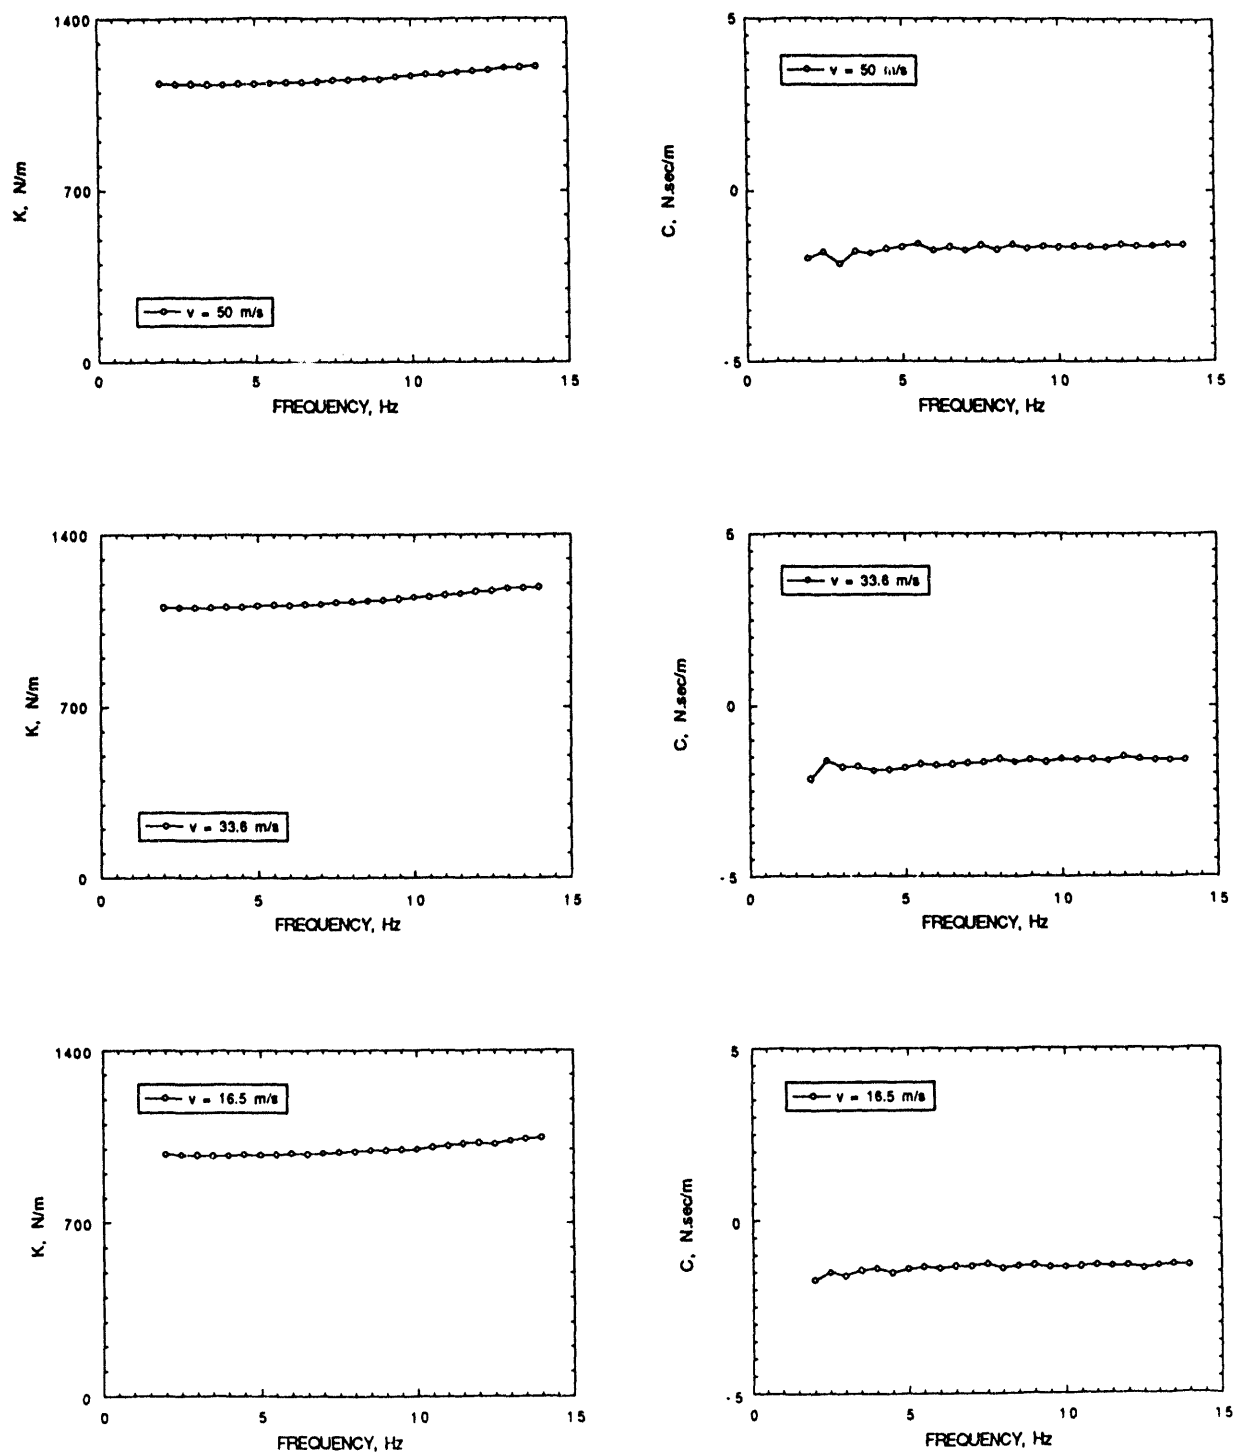 1400
700
0
K, N/m
v = 50 m/s
0 5 10 15
FREQUENCY, Hz
5
0
-5
C, N.sec/m
v = 50 m/s
0 5 10 15
FREQUENCY, Hz
1400
700
0
K, N/m
v = 33.6 m/s
0 5 10 15
FREQUENCY, Hz
5
0
-5
C, N.sec/m
v = 33.6 m/s
0 5 10 15
FREQUENCY, Hz
1400
700
0
K, N/m
v = 16.5 m/s
0 5 10 15
FREQUENCY, Hz
5
0
-5
C, N.sec/m
v = 16.5 m/s
0 5 10 15
FREQUENCY, Hz